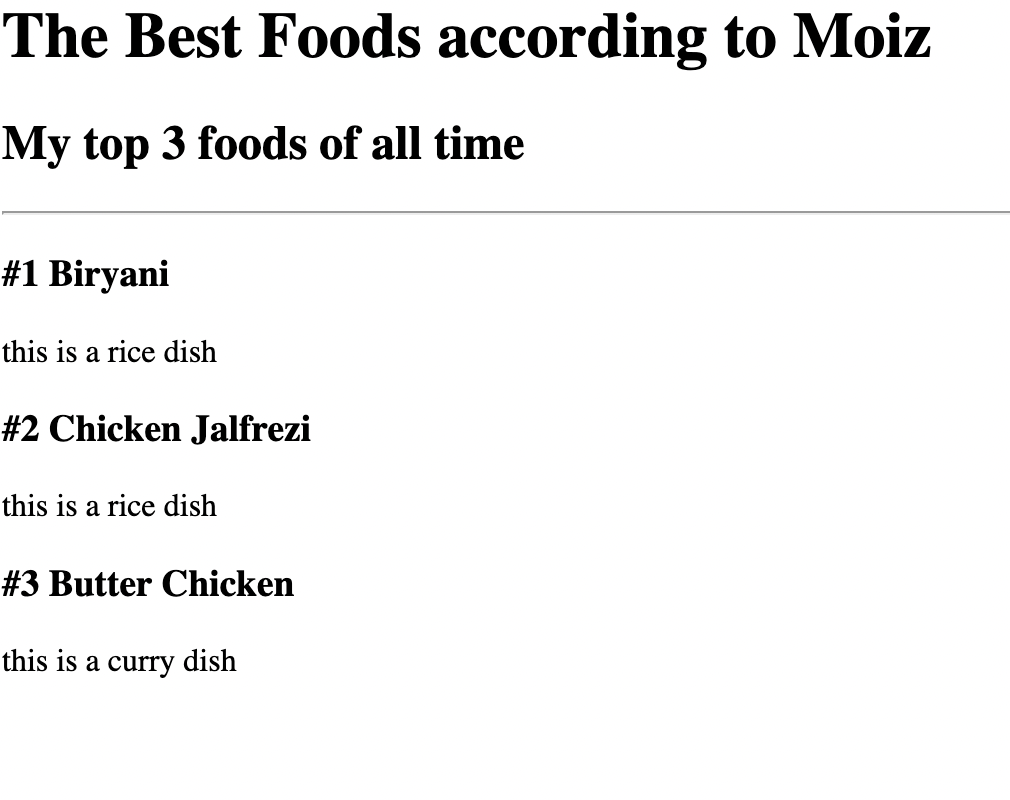 The Best Foods according to Moiz
My top 3 foods of all time
#1 Biryani
this is a rice dish
#2 Chicken Jalfrezi
this is a rice dish
#3 Butter Chicken
this is a curry dish